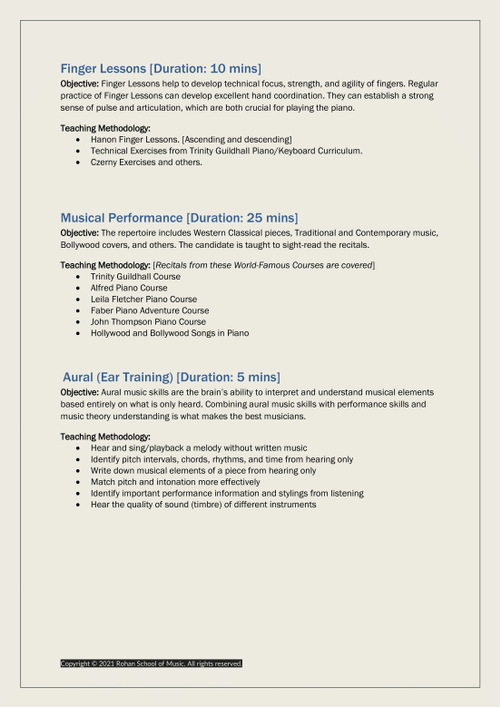 Finger Lessons [Duration: 10 mins]
Objective: Finger Lessons help to develop technical focus, strength, and agility of fingers. Regular
practice of Finger Lessons can develop excellent hand coordination. They can establish a strong
sense of pulse and articulation, which are both crucial for playing the piano.
Teaching Methodology:
• Hanon Finger Lessons. [Ascending and descending]
• Technical Exercises from Trinity Guildhall Piano/Keyboard Curriculum.
• Czerny Exercises and others.
Musical Performance [Duration: 25 mins]
Objective: The repertoire includes Western Classical pieces, Traditional and Contemporary music,
Bollywood covers, and others. The candidate is taught to sight-read the recitals.
Teaching Methodology: [Recitals from these World-Famous Courses are covered]
• Trinity Guildhall Course
• Alfred Piano Course
• Leila Fletcher Piano Course
• Faber Piano Adventure Course
• John Thompson Piano Course
• Hollywood and Bollywood Songs in Piano
Aural (Ear Training) [Duration: 5 mins]
Objective: Aural music skills are the brain's ability to interpret and understand musical elements
based entirely on what is only heard. Combining aural music skills with performance skills and
music theory understanding is what makes the best musicians.
Teaching Methodology:
• Hear and sing/playback a melody without written music
• Identify pitch intervals, chords, rhythms, and time from hearing only
• Write down musical elements of a piece from hearing only
• Match pitch and intonation more effectively
• Identify important performance information and stylings from listening
• Hear the quality of sound (timbre) of different instruments
Copyright © 2021 Rohan School of Music. All rights reserved.